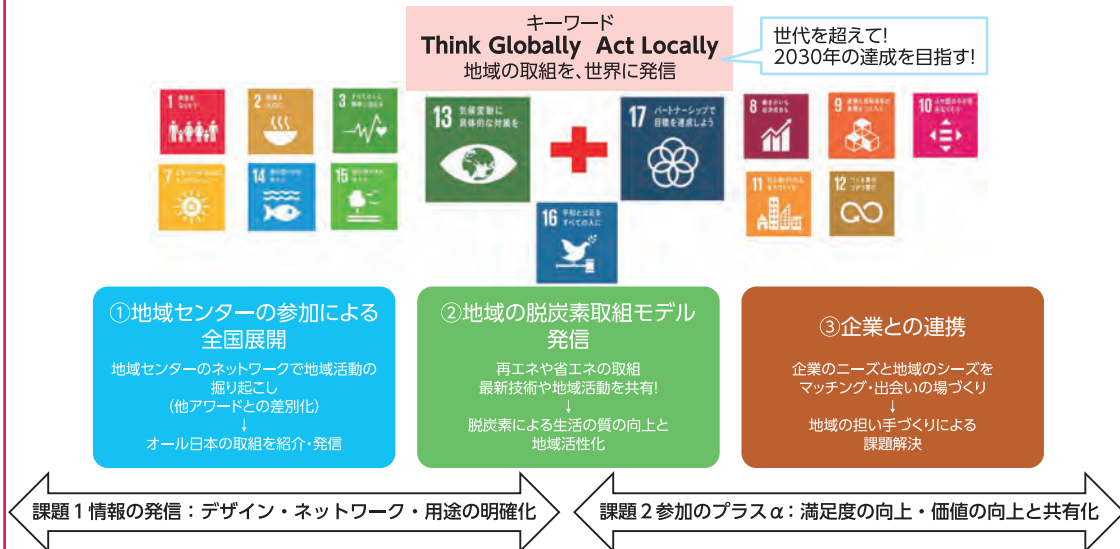 キーワード
Think Globally Act Locally
地域の取組を、世界に発信
世代を超えて!
2030年の達成を目指す!
1
2
3 すべての人に
13 気候変動に
具体的な対策を
17 パートナーシップで
目標を達成しよう
8
9
10
7
14
15
16 平和と公正を
すべての人に
11
12 つくる責任
つかう責任
①地域センターの参加による
全国展開
地域センターのネットワークで地域活動の
掘り起こし
(他アワードとの差別化)
↓
オール日本の取組を紹介・発信
②地域の脱炭素取組モデル
発信
再エネや省エネの取組
最新技術や地域活動を共有!
↓
脱炭素による生活の質の向上と
地域活性化
③企業との連携
企業のニーズと地域のシーズを
マッチング・出会いの場づくり
↓
地域の担い手づくりによる
課題解決
課題1情報の発信:デザイン・ネットワーク・用途の明確化
課題2参加のプラスα:満足度の向上・価値の向上と共有化